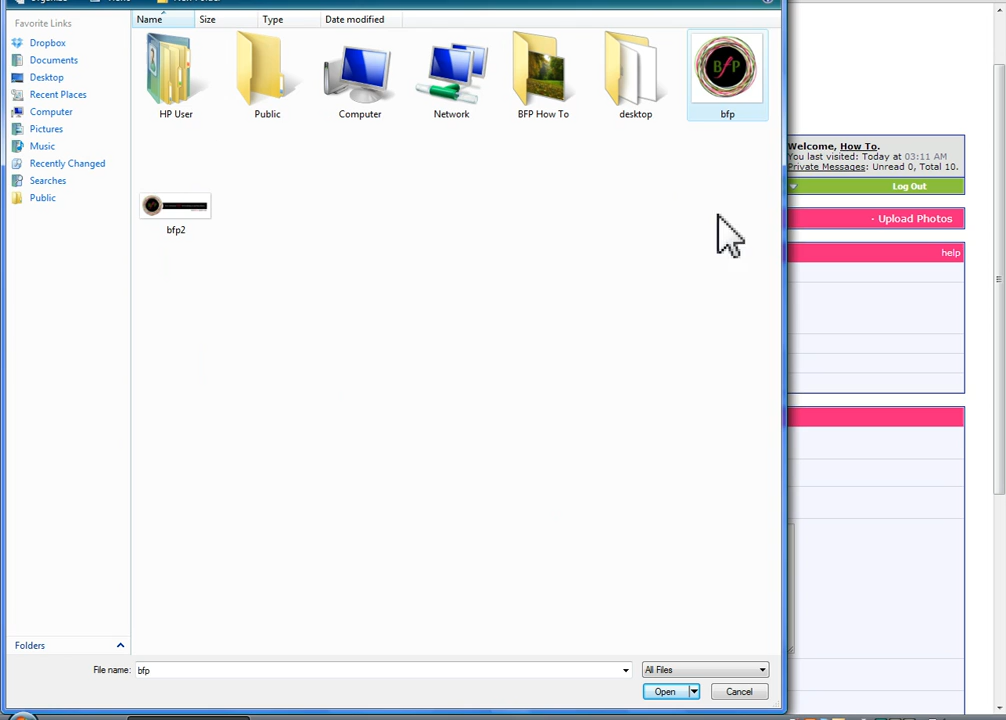 Favorite Links
Dropbox
Documents
Desktop
Recent Places
Computer
Pictures
Music
Recently Changed
Searches
Public
Folders
Name Size Type Date modified
HP User Public Computer Network BFP How To desktop bfp
BfP
bfp2
File name: bfp All Files
Open Cancel
Welcome, How To.
You last visited: Today at 03:11 AM
Private Messages: Unread 0, Total 10.
Log Out
· Upload Photos
help